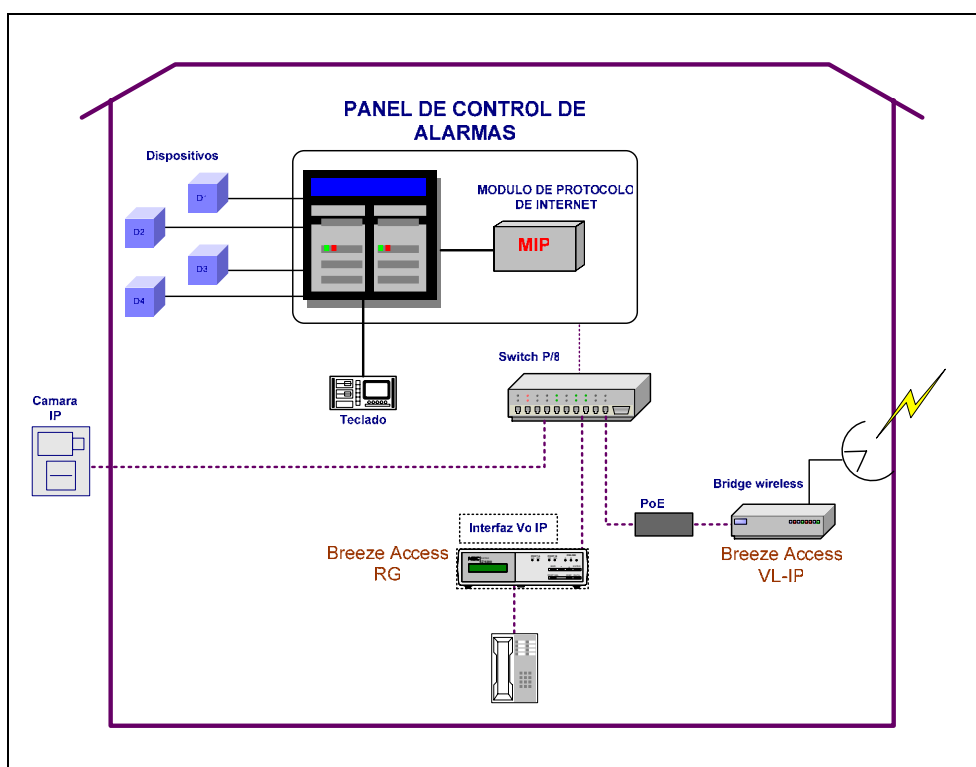 PANEL DE CONTROL DE
ALARMAS
Dispositivos
D1
D2
D3
D4
MODULO DE PROTOCOLO
DE INTERNET
MIP
Switch P/8
Teclado
Camara
IP
Bridge wireless
PoE
Interfaz Vo IP
Breeze Access
RG
Breeze Access
VL-IP